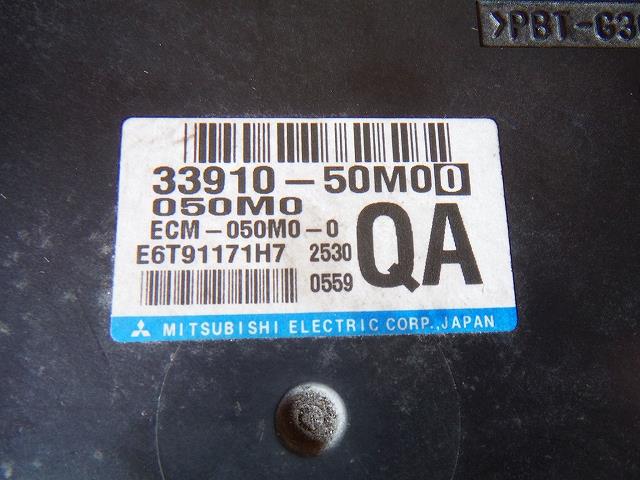 >PBT-G3
33910-50M00
050M0
ECM-050M0-0
E6T91171H7 2530
0559
QA
MITSUBISHI ELECTRIC CORP. JAPAN